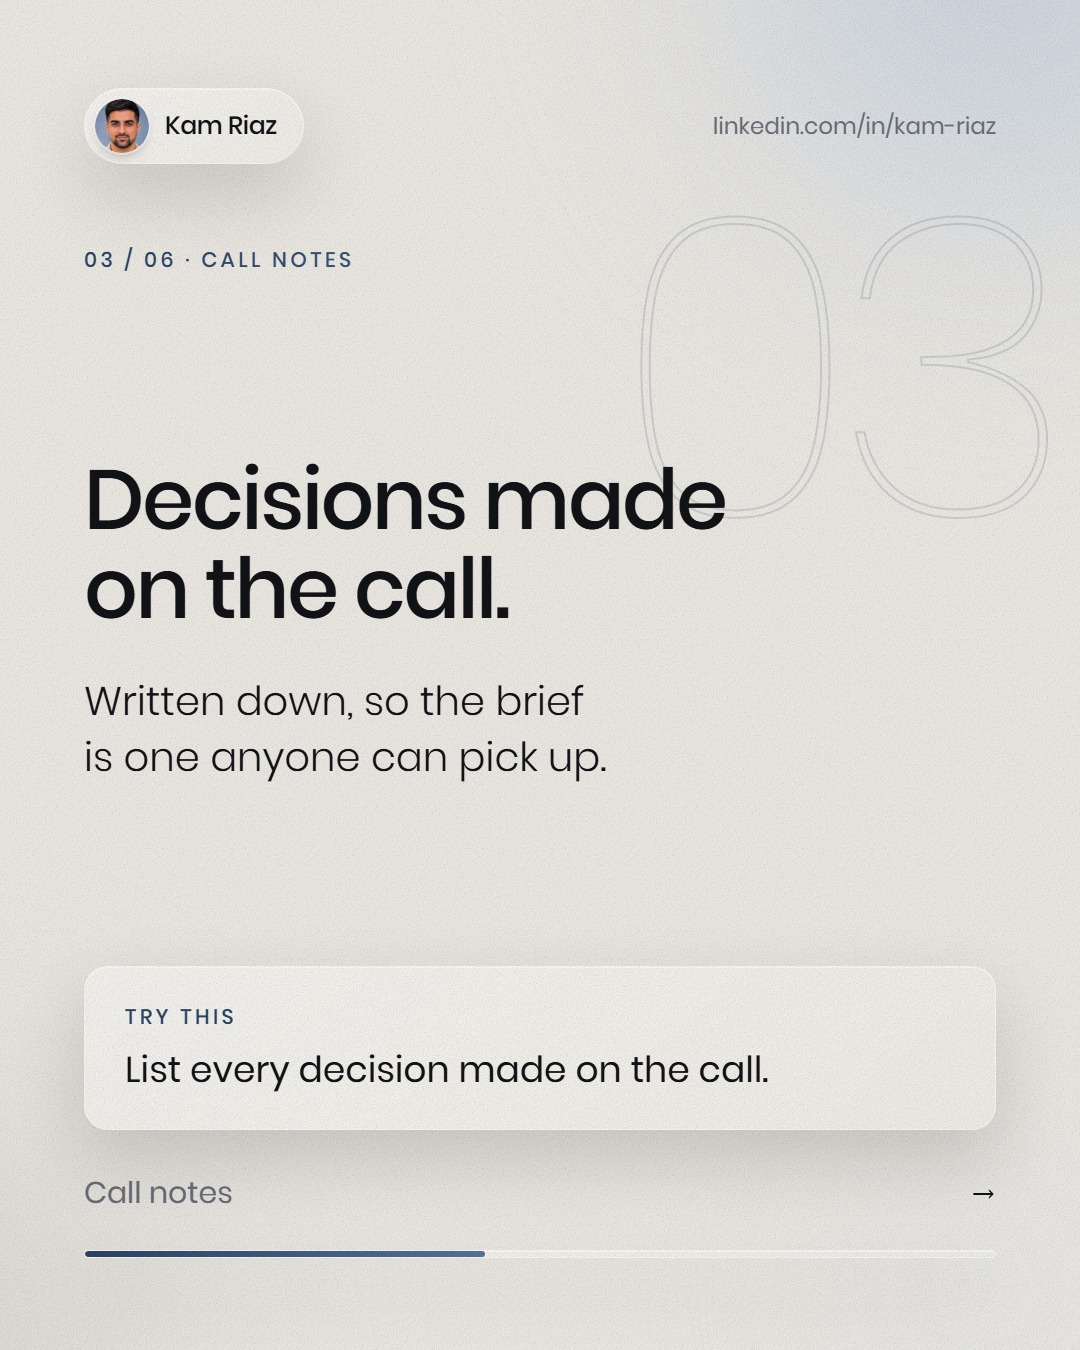 Kam Riaz
linkedin.com/in/kam-riaz
03 / 06 · CALL NOTES
03
Decisions made
on the call.
Written down, so the brief
is one anyone can pick up.
TRY THIS
List every decision made on the call.
Call notes →